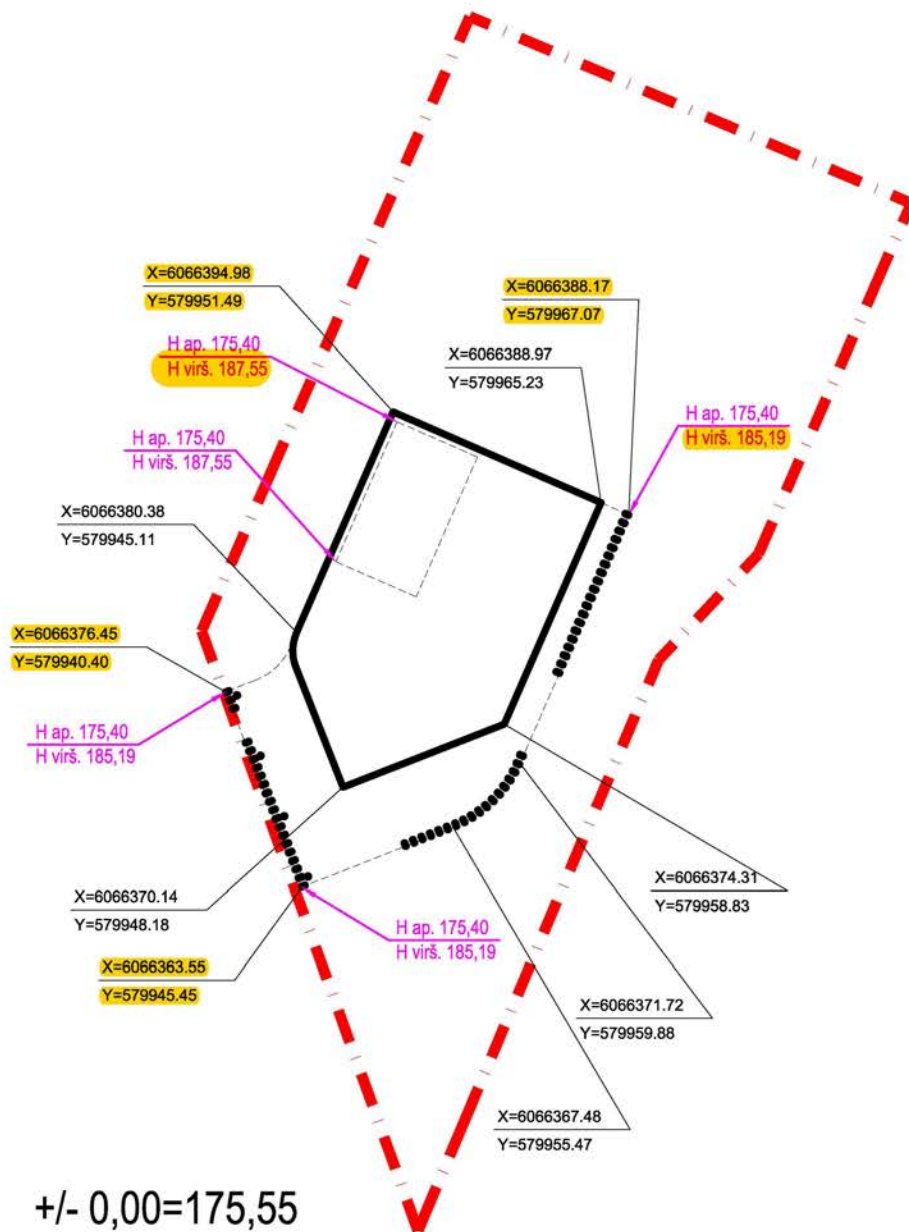 X=6066394.98
Y=579951.49
X=6066388.17
Y=579967.07
H ap. 175,40
H virš. 187,55
X=6066388.97
Y=579965.23
H ap. 175,40
H virš. 185,19
H ap. 175,40
H virš. 187,55
X=6066380.38
Y=579945.11
X=6066376.45
Y=579940.40
H ap. 175,40
H virš. 185,19
X=6066370.14
Y=579948.18
X=6066374.31
Y=579958.83
H ap. 175,40
H virš. 185,19
X=6066363.55
Y=579945.45
X=6066371.72
Y=579959.88
X=6066367.48
Y=579955.47
+/- 0,00=175,55